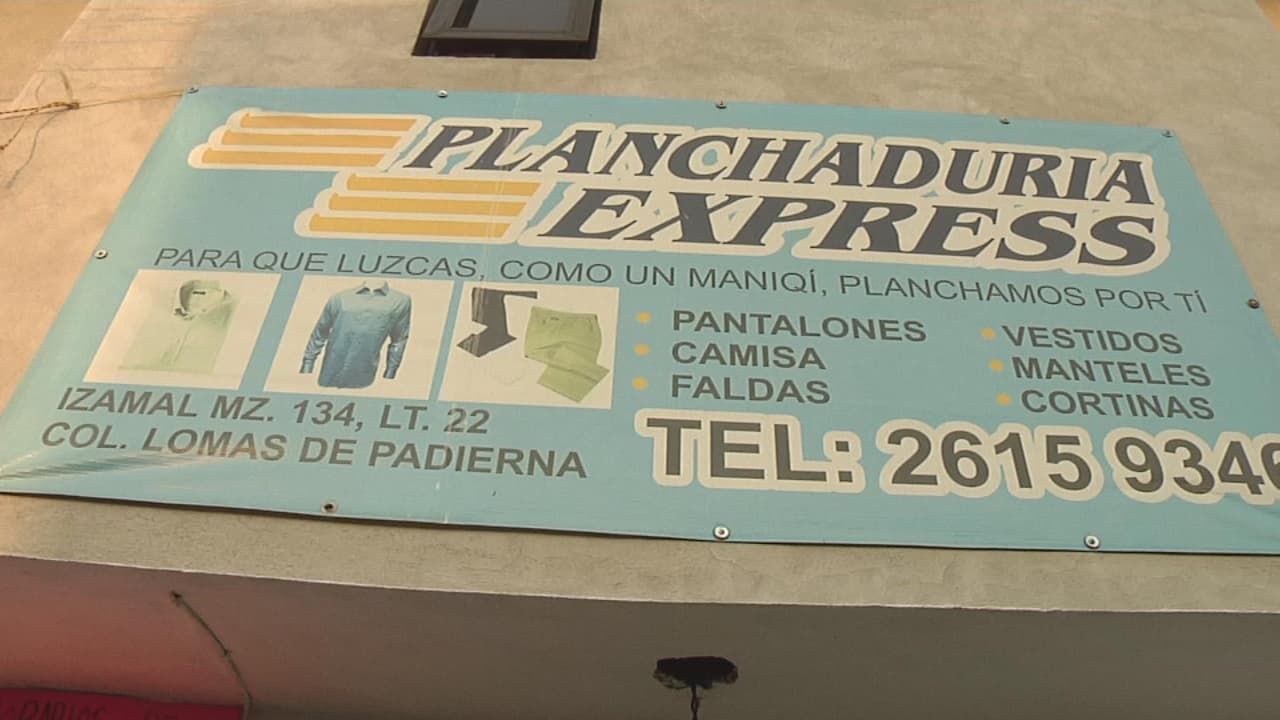 PLANCHADURIA
EXPRESS
PARA QUE LUZCAS, COMO UN MANIQÍ, PLANCHAMOS POR TÍ
PANTALONES
CAMISA
FALDAS
VESTIDOS
MANTELES
CORTINAS
IZAMAL MZ. 134, LT. 22
COL. LOMAS DE PADIERNA
TEL: 2615 9346